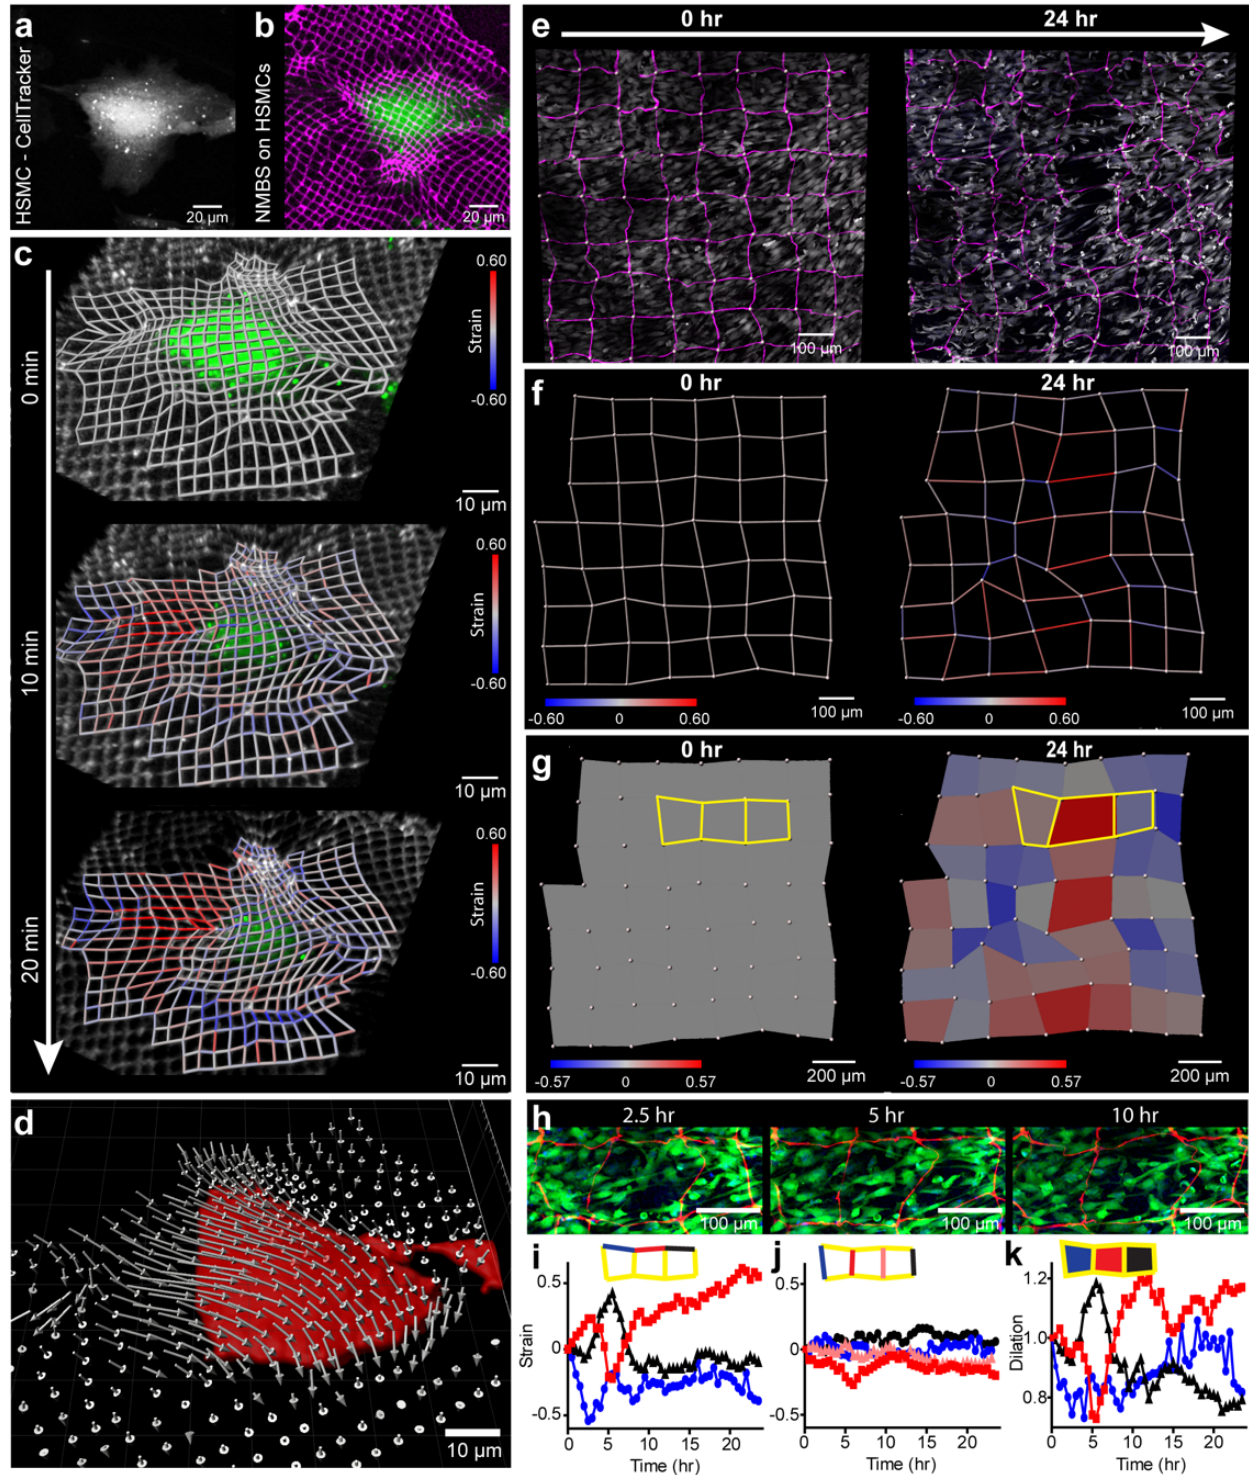 a
HSMC - CellTracker
20 µm
b
NMBS on HSMCs
20 µm
c
0 min
0.60
Strain
-0.60
10 µm
10 min
0.60
Strain
-0.60
10 µm
20 min
0.60
Strain
-0.60
10 µm
d
10 µm
e
0 hr
24 hr
100 µm
100 µm
f
0 hr
24 hr
-0.60
0
0.60
100 µm
-0.60
0
0.60
100 µm
g
0 hr
24 hr
-0.57
0
0.57
200 µm
-0.57
0
0.57
200 µm
h
2.5 hr
5 hr
10 hr
100 µm
100 µm
100 µm
i
0.5
0
-0.5
Strain
0 5 10 15 20
Time (hr)
j
0.5
0
-0.5
0 5 10 15 20
Time (hr)
k
1.2
1.0
0.8
Dilation
0 5 10 15 20
Time (hr)